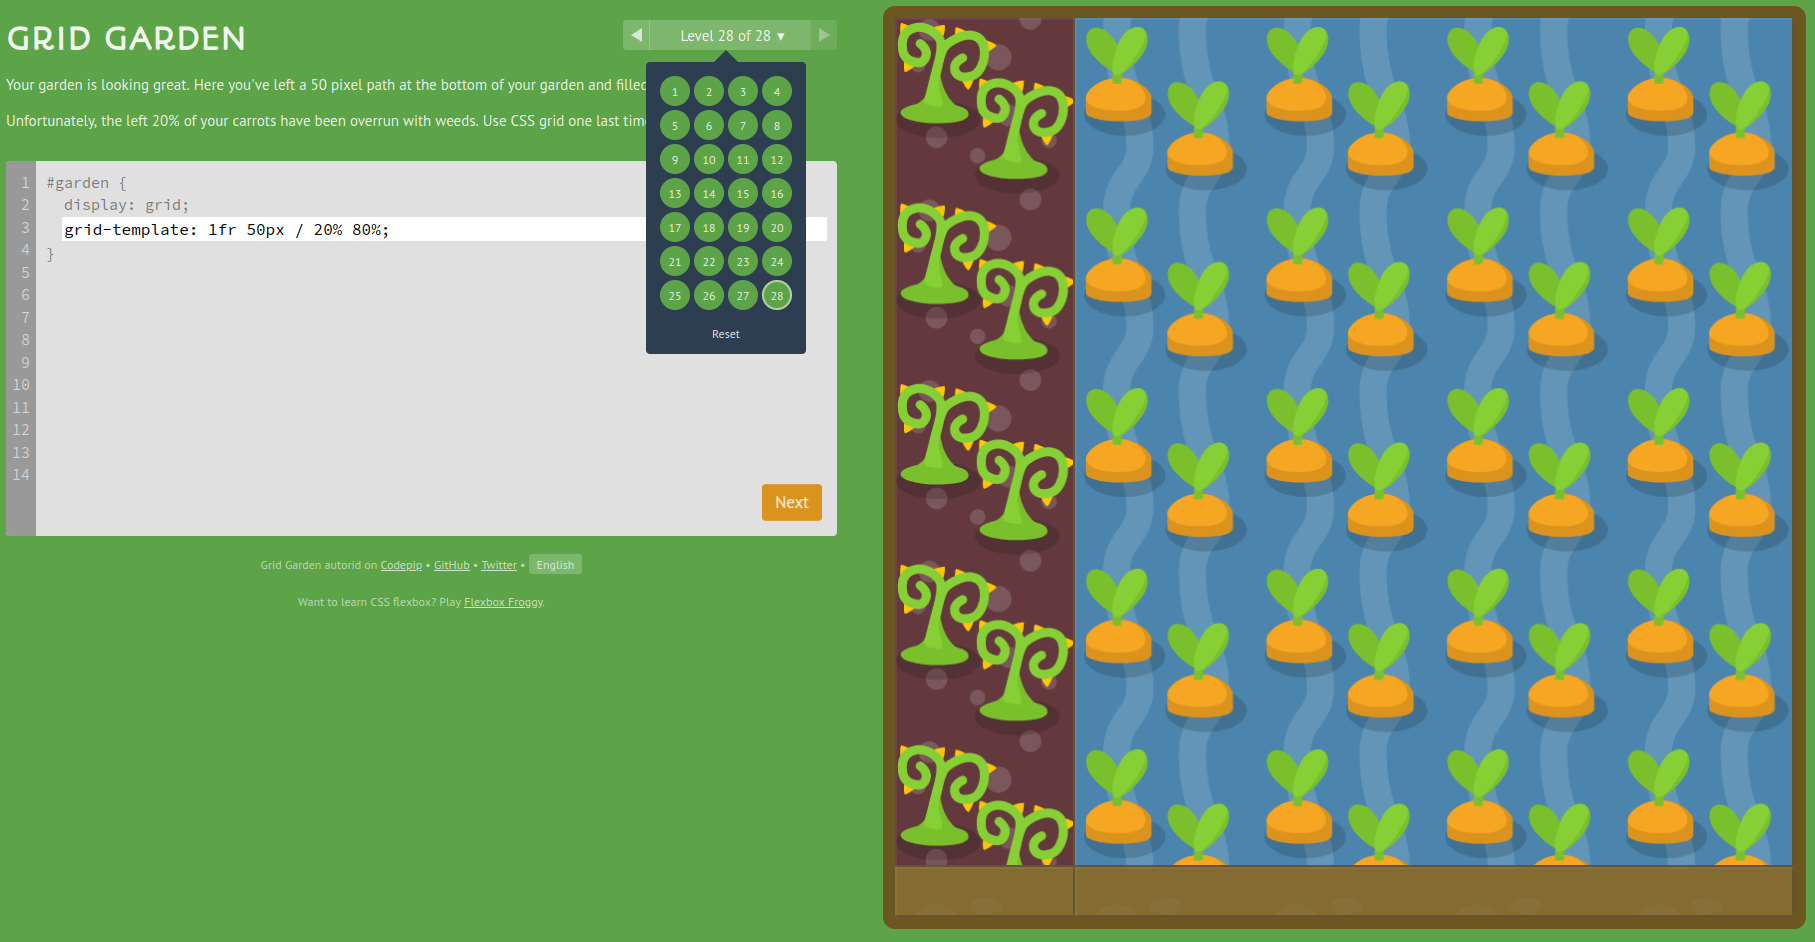 GRID GARDEN
◀ Level 28 of 28 ▼ ▶
Your garden is looking great. Here you've left a 50 pixel path at the bottom of your garden and filled
Unfortunately, the left 20% of your carrots have been overrun with weeds. Use CSS grid one last tim
1 2 3 4
5 6 7 8
9 10 11 12
13 14 15 16
17 18 19 20
21 22 23 24
25 26 27 28
Reset
1 #garden {
2 display: grid;
3 grid-template: 1fr 50px / 20% 80%;
4 }
5
6
7
8
9
10
11
12
13
14
Next
Grid Garden autorid on Codepip • GitHub • Twitter • English
Want to learn CSS flexbox? Play Flexbox Froggy.